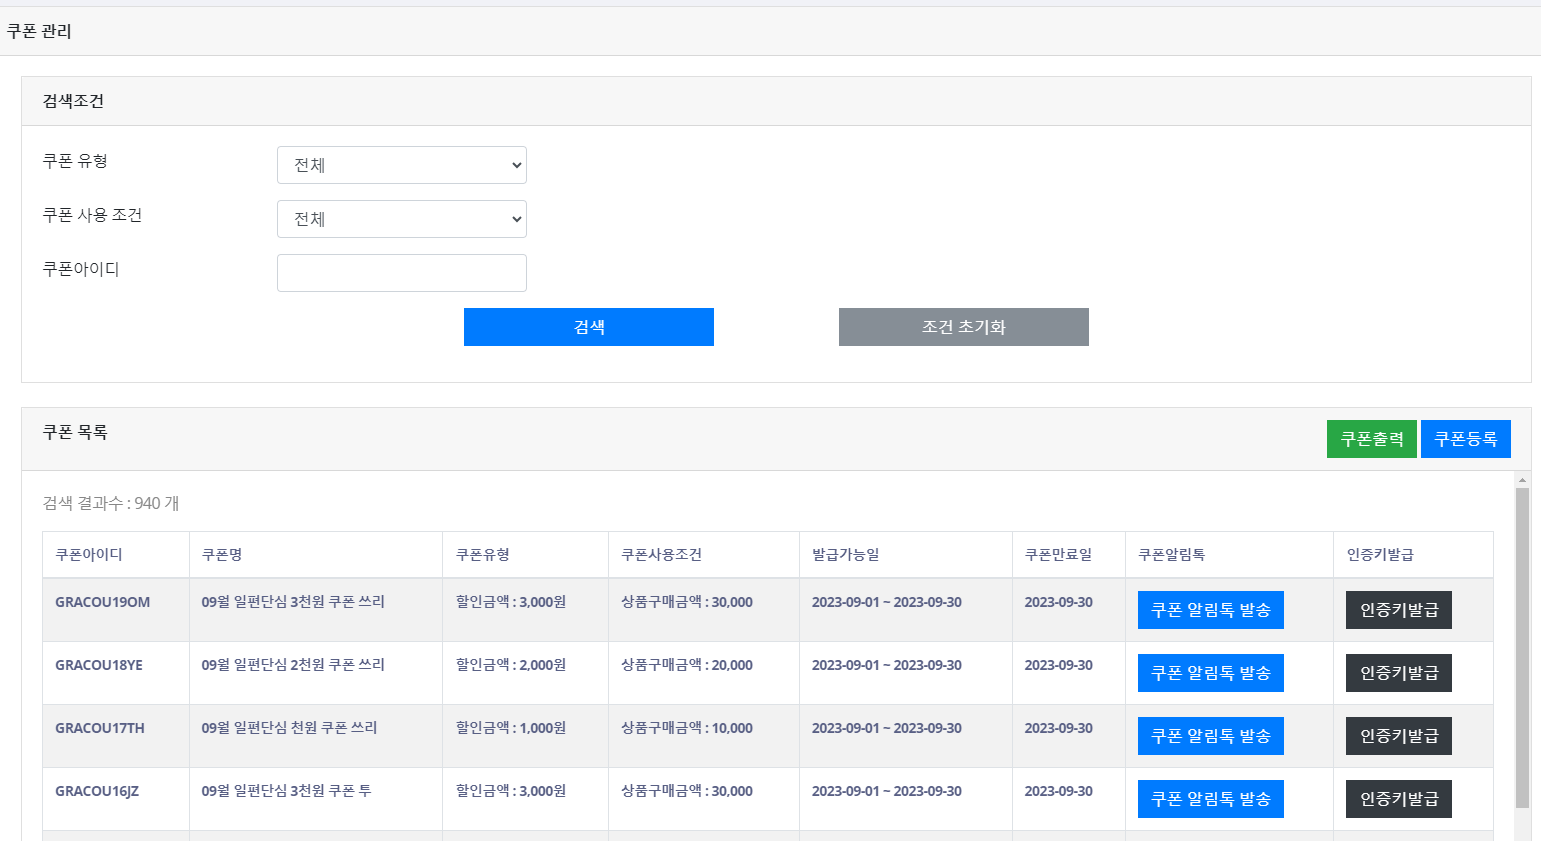 쿠폰 관리
검색조건
쿠폰 유형 전체
쿠폰 사용 조건 전체
쿠폰아이디
검색 조건 초기화
쿠폰 목록 쿠폰출력 쿠폰등록
검색 결과수 : 940 개
쿠폰아이디 쿠폰명 쿠폰유형 쿠폰사용조건 발급가능일 쿠폰만료일 쿠폰알림톡 인증키발급
GRACOU19OM 09월 일편단심 3천원 쿠폰 쓰리 할인금액 : 3,000원 상품구매금액 : 30,000 2023-09-01 ~ 2023-09-30 2023-09-30 쿠폰 알림톡 발송 인증키발급
GRACOU18YE 09월 일편단심 2천원 쿠폰 쓰리 할인금액 : 2,000원 상품구매금액 : 20,000 2023-09-01 ~ 2023-09-30 2023-09-30 쿠폰 알림톡 발송 인증키발급
GRACOU17TH 09월 일편단심 천원 쿠폰 쓰리 할인금액 : 1,000원 상품구매금액 : 10,000 2023-09-01 ~ 2023-09-30 2023-09-30 쿠폰 알림톡 발송 인증키발급
GRACOU16JZ 09월 일편단심 3천원 쿠폰 투 할인금액 : 3,000원 상품구매금액 : 30,000 2023-09-01 ~ 2023-09-30 2023-09-30 쿠폰 알림톡 발송 인증키발급